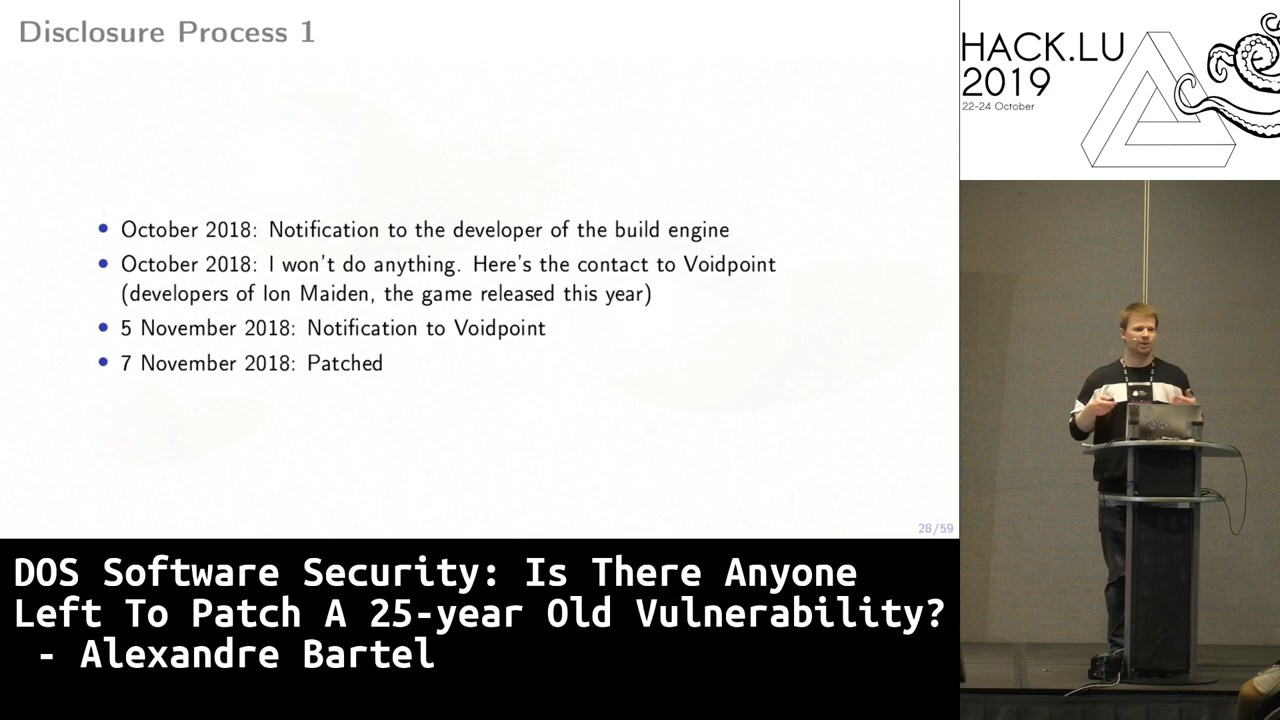 Disclosure Process 1
HACK.LU
2019
22-24 October
• October 2018: Notification to the developer of the build engine
• October 2018: I won't do anything. Here's the contact to Voidpoint
(developers of Ion Maiden, the game released this year)
• 5 November 2018: Notification to Voidpoint
• 7 November 2018: Patched
28/59
DOS Software Security: Is There Anyone
Left To Patch A 25-year Old Vulnerability?
- Alexandre Bartel